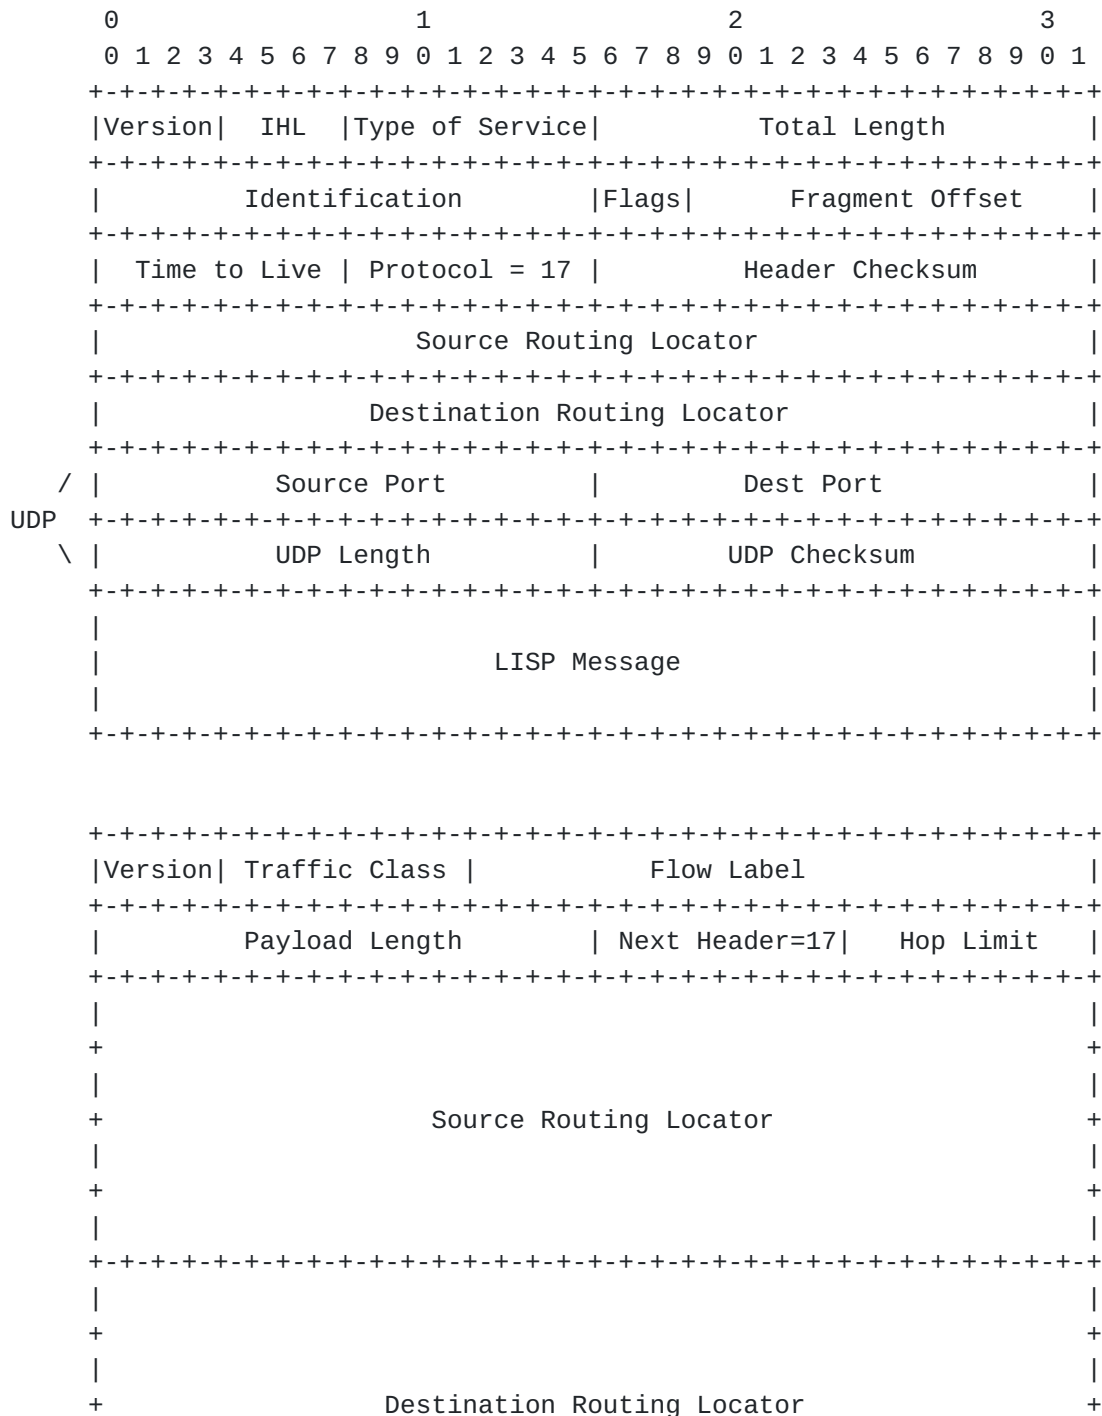 0                   1                   2                   3
        0 1 2 3 4 5 6 7 8 9 0 1 2 3 4 5 6 7 8 9 0 1 2 3 4 5 6 7 8 9 0 1
       +-+-+-+-+-+-+-+-+-+-+-+-+-+-+-+-+-+-+-+-+-+-+-+-+-+-+-+-+-+-+-+-+
       |Version|  IHL  |Type of Service|          Total Length         |
       +-+-+-+-+-+-+-+-+-+-+-+-+-+-+-+-+-+-+-+-+-+-+-+-+-+-+-+-+-+-+-+-+
       |         Identification        |Flags|      Fragment Offset    |
       +-+-+-+-+-+-+-+-+-+-+-+-+-+-+-+-+-+-+-+-+-+-+-+-+-+-+-+-+-+-+-+-+
       |  Time to Live | Protocol = 17 |         Header Checksum       |
       +-+-+-+-+-+-+-+-+-+-+-+-+-+-+-+-+-+-+-+-+-+-+-+-+-+-+-+-+-+-+-+-+
       |                    Source Routing Locator                     |
       +-+-+-+-+-+-+-+-+-+-+-+-+-+-+-+-+-+-+-+-+-+-+-+-+-+-+-+-+-+-+-+-+
       |                 Destination Routing Locator                   |
       +-+-+-+-+-+-+-+-+-+-+-+-+-+-+-+-+-+-+-+-+-+-+-+-+-+-+-+-+-+-+-+-+
     / |           Source Port         |         Dest Port             |
  UDP  +-+-+-+-+-+-+-+-+-+-+-+-+-+-+-+-+-+-+-+-+-+-+-+-+-+-+-+-+-+-+-+-+
     \ |           UDP Length          |        UDP Checksum           |
       +-+-+-+-+-+-+-+-+-+-+-+-+-+-+-+-+-+-+-+-+-+-+-+-+-+-+-+-+-+-+-+-+
       |                                                               |
       |                         LISP Message                          |
       |                                                               |
       +-+-+-+-+-+-+-+-+-+-+-+-+-+-+-+-+-+-+-+-+-+-+-+-+-+-+-+-+-+-+-+-+

       +-+-+-+-+-+-+-+-+-+-+-+-+-+-+-+-+-+-+-+-+-+-+-+-+-+-+-+-+-+-+-+-+
       |Version| Traffic Class |           Flow Label                  |
       +-+-+-+-+-+-+-+-+-+-+-+-+-+-+-+-+-+-+-+-+-+-+-+-+-+-+-+-+-+-+-+-+
       |         Payload Length        | Next Header=17|   Hop Limit   |
       +-+-+-+-+-+-+-+-+-+-+-+-+-+-+-+-+-+-+-+-+-+-+-+-+-+-+-+-+-+-+-+-+
       |                                                               |
       +                                                               +
       |                                                               |
       +                     Source Routing Locator                    +
       |                                                               |
       +                                                               +
       |                                                               |
       +-+-+-+-+-+-+-+-+-+-+-+-+-+-+-+-+-+-+-+-+-+-+-+-+-+-+-+-+-+-+-+-+
       |                                                               |
       +                                                               +
       |                                                               |
       +                  Destination Routing Locator                  +